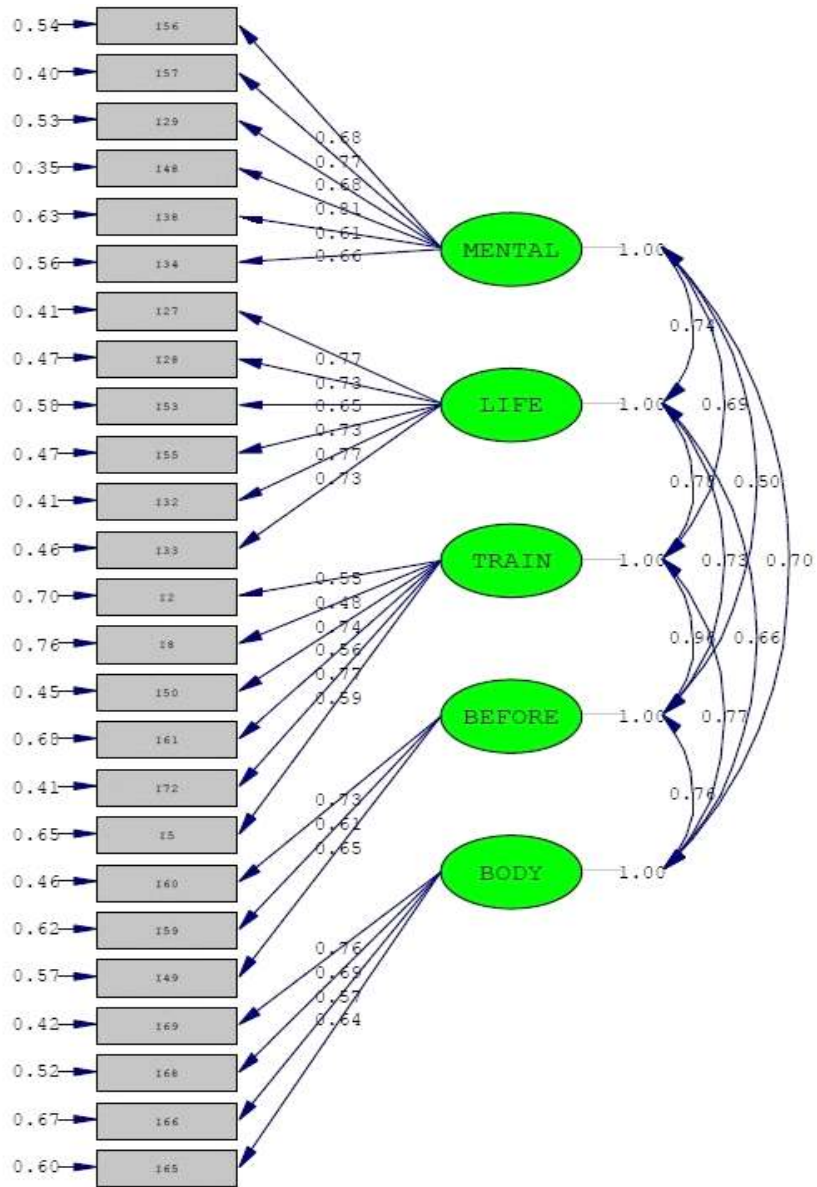 0.54 I56
0.40 I57
0.53 I29
0.35 I48
0.63 I38
0.56 I34
0.41 I27
0.47 I28
0.58 I53
0.47 I55
0.41 I32
0.46 I33
0.70 I2
0.76 I8
0.45 I50
0.68 I61
0.41 I72
0.65 I5
0.46 I60
0.62 I59
0.57 I49
0.42 I69
0.52 I68
0.67 I66
0.60 I65
0.68
0.77
0.68
0.81
0.61
0.66
0.77
0.73
0.65
0.73
0.77
0.73
0.55
0.48
0.74
0.56
0.77
0.59
0.73
0.61
0.65
0.76
0.69
0.57
0.64
MENTAL 1.00
LIFE 1.00
TRAIN 1.00
BEFORE 1.00
BODY 1.00
0.74
0.69
0.50
0.73 0.70
0.96 0.66
0.77
0.76